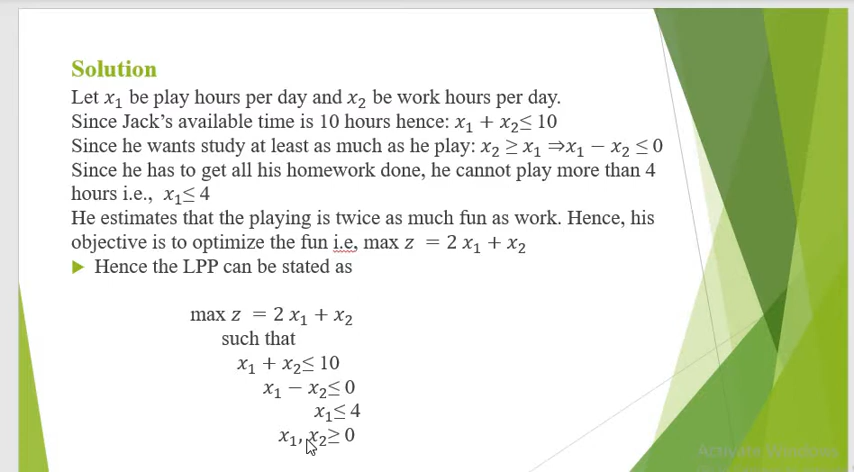 Solution
Let x₁ be play hours per day and x₂ be work hours per day.
Since Jack's available time is 10 hours hence: x₁ + x₂≤ 10
Since he wants study at least as much as he play: x₂ ≥ x₁ ⇒x₁ − x₂ ≤ 0
Since he has to get all his homework done, he cannot play more than 4
hours i.e., x₁≤ 4
He estimates that the playing is twice as much fun as work. Hence, his
objective is to optimize the fun i.e, max z = 2 x₁ + x₂
Hence the LPP can be stated as
max z = 2 x₁ + x₂
such that
x₁ + x₂≤ 10
x₁ − x₂≤ 0
x₁≤ 4
x₁, x₂≥ 0
Activate Windows